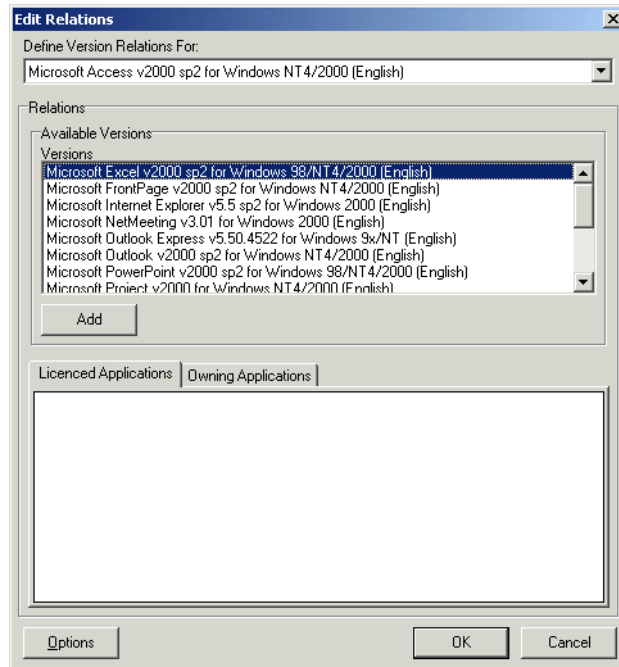 Edit Relations
Define Version Relations For:
Microsoft Access v2000 sp2 for Windows NT4/2000 (English)
Relations
Available Versions
Versions
Microsoft Excel v2000 sp2 for Windows 98/NT4/2000 (English)
Microsoft FrontPage v2000 sp2 for Windows NT4/2000 (English)
Microsoft Internet Explorer v5.5 sp2 for Windows 2000 (English)
Microsoft NetMeeting v3.01 for Windows 2000 (English)
Microsoft Outlook Express v5.50.4522 for Windows 9x/NT (English)
Microsoft Outlook v2000 sp2 for Windows NT4/2000 (English)
Microsoft PowerPoint v2000 sp2 for Windows 98/NT4/2000 (English)
Microsoft Project v2000 for Windows NT4/2000 (English)
Add
Licenced Applications Owning Applications
Options OK Cancel